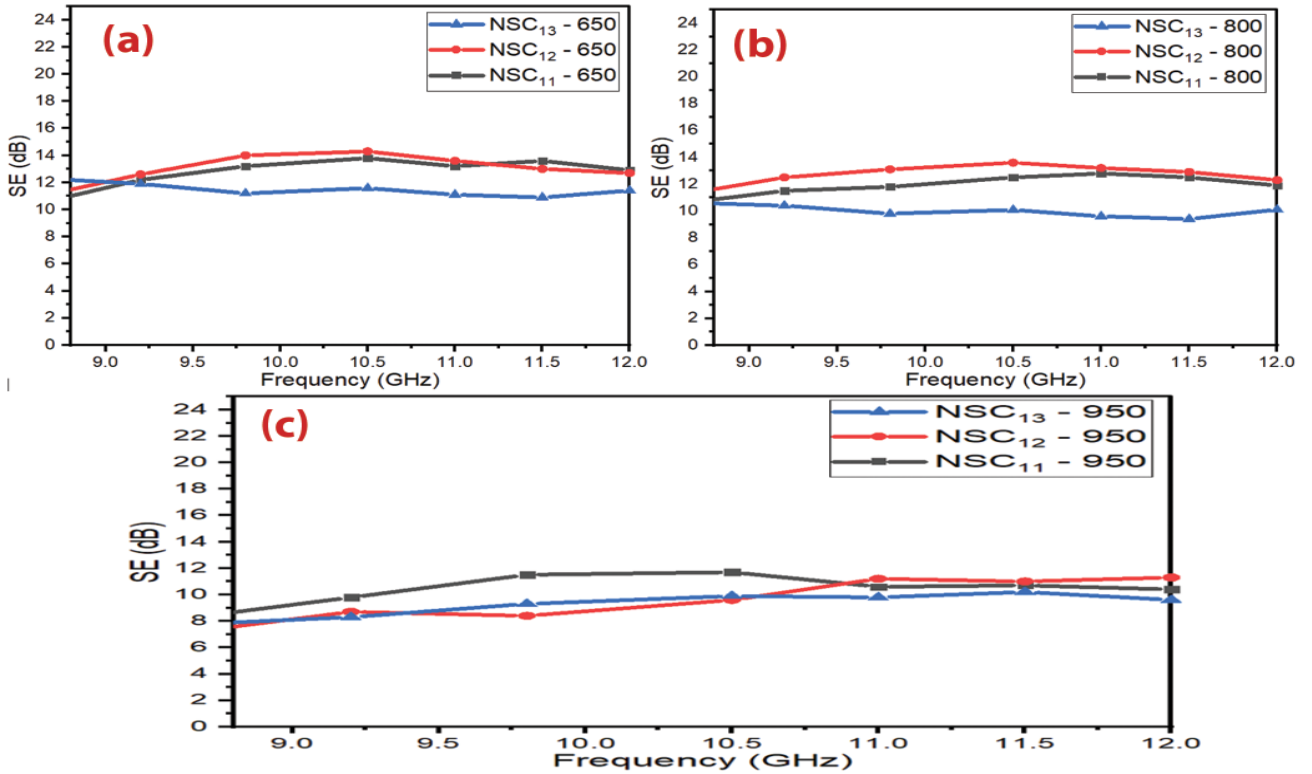 (a)
NSC₁₃ - 650
NSC₁₂ - 650
NSC₁₁ - 650
SE (dB)
24
22
20
18
16
14
12
10
8
6
4
2
0
9.0 9.5 10.0 10.5 11.0 11.5 12.0
Frequency (GHz)
(b)
NSC₁₃ - 800
NSC₁₂ - 800
NSC₁₁ - 800
SE (dB)
24
22
20
18
16
14
12
10
8
6
4
2
0
9.0 9.5 10.0 10.5 11.0 11.5 12.0
Frequency (GHz)
(c)
NSC₁₃ - 950
NSC₁₂ - 950
NSC₁₁ - 950
SE (dB)
24
22
20
18
16
14
12
10
8
6
4
2
0
9.0 9.5 10.0 10.5 11.0 11.5 12.0
Frequency (GHz)